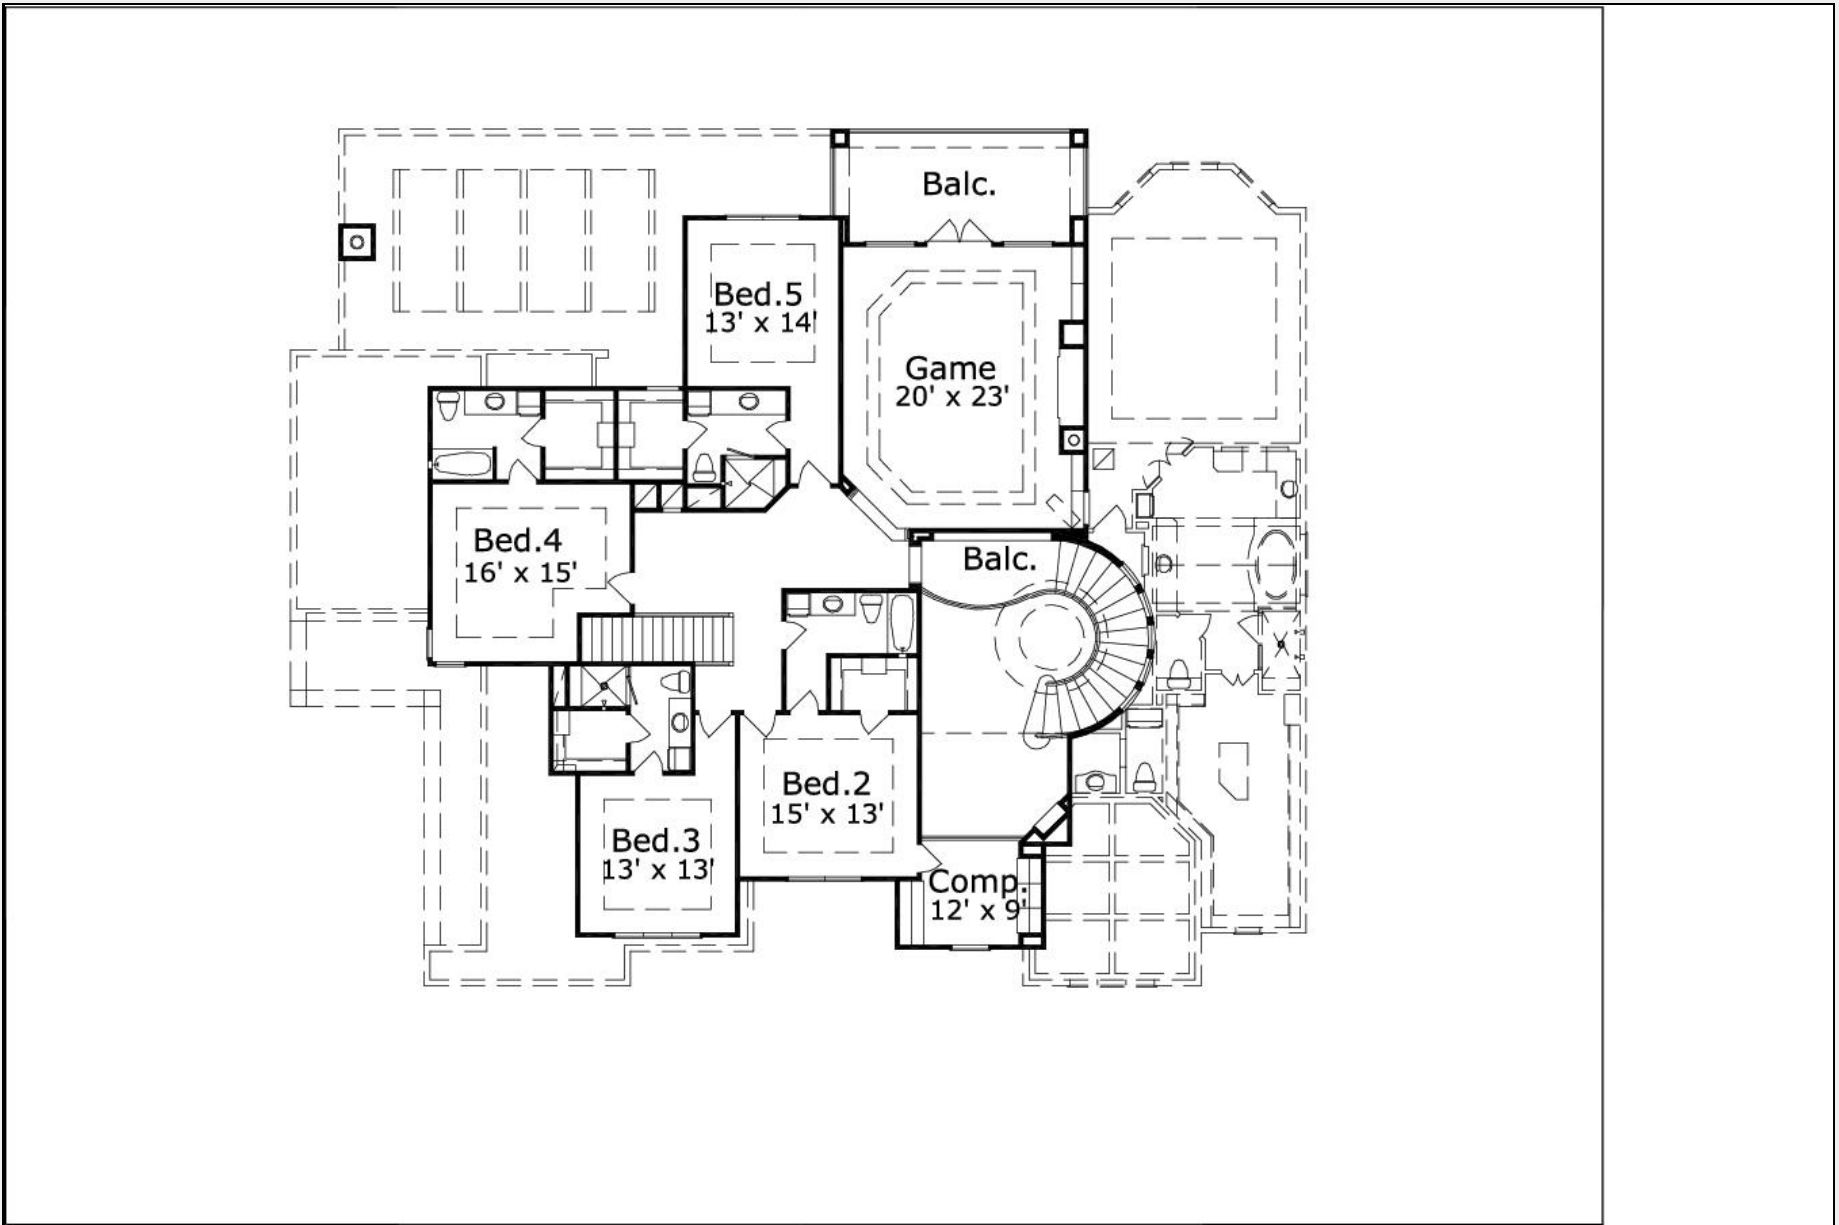 Balc.
Bed.5
13' x 14'
Game
20' x 23'
Bed.4
16' x 15'
Balc.
Bed.2
15' x 13'
Bed.3
13' x 13'
Comp.
12' x 9'